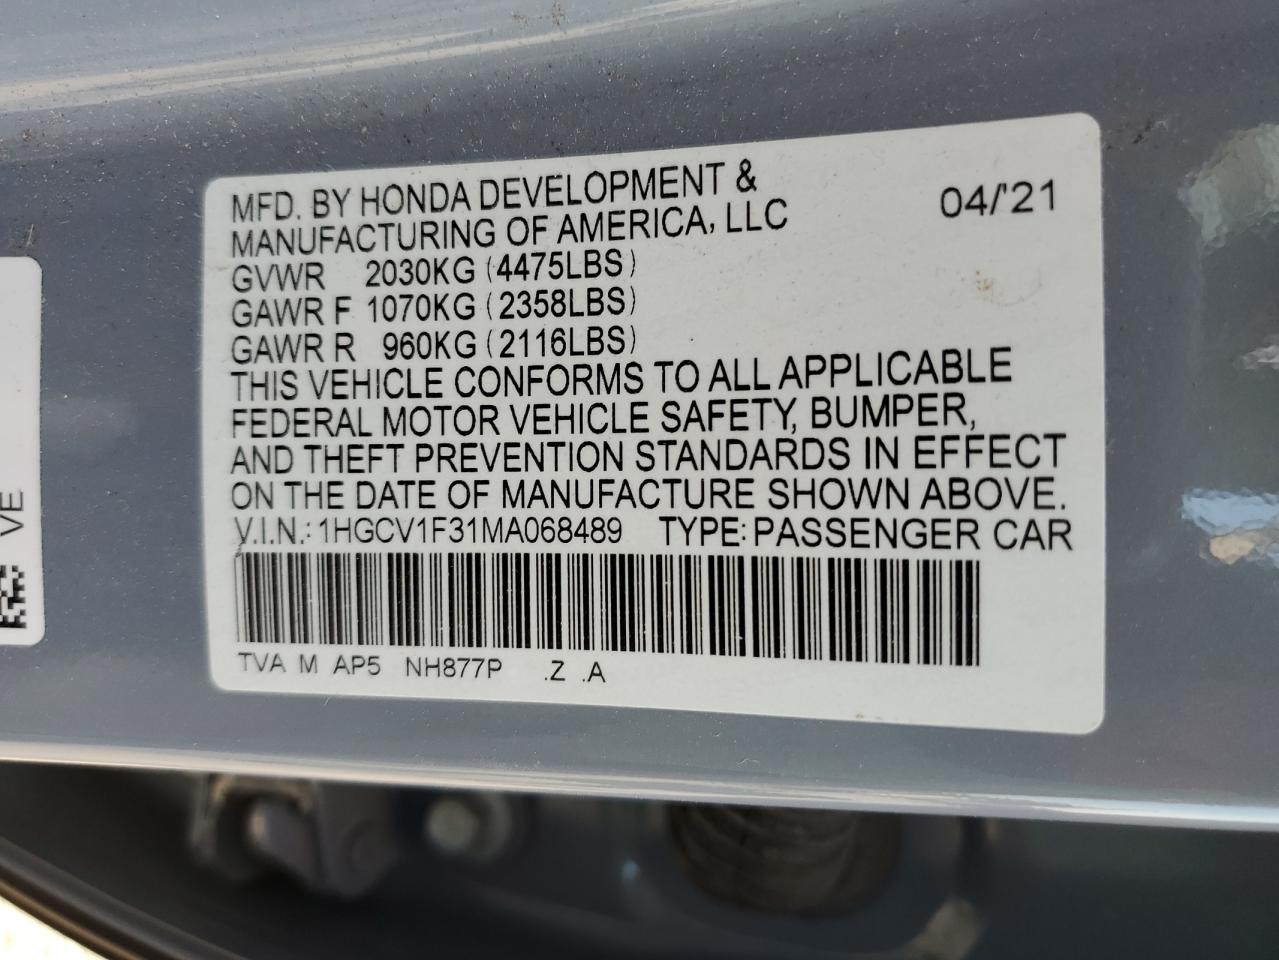 MFD. BY HONDA DEVELOPMENT &
MANUFACTURING OF AMERICA, LLC
04/'21
GVWR 2030KG (4475LBS)
GAWR F 1070KG (2358LBS)
GAWR R 960KG (2116LBS)
THIS VEHICLE CONFORMS TO ALL APPLICABLE
FEDERAL MOTOR VEHICLE SAFETY, BUMPER,
AND THEFT PREVENTION STANDARDS IN EFFECT
ON THE DATE OF MANUFACTURE SHOWN ABOVE.
V.I.N.: 1HGCV1F31MA068489 TYPE: PASSENGER CAR
TVA M AP5 NH877P .Z .A
VE